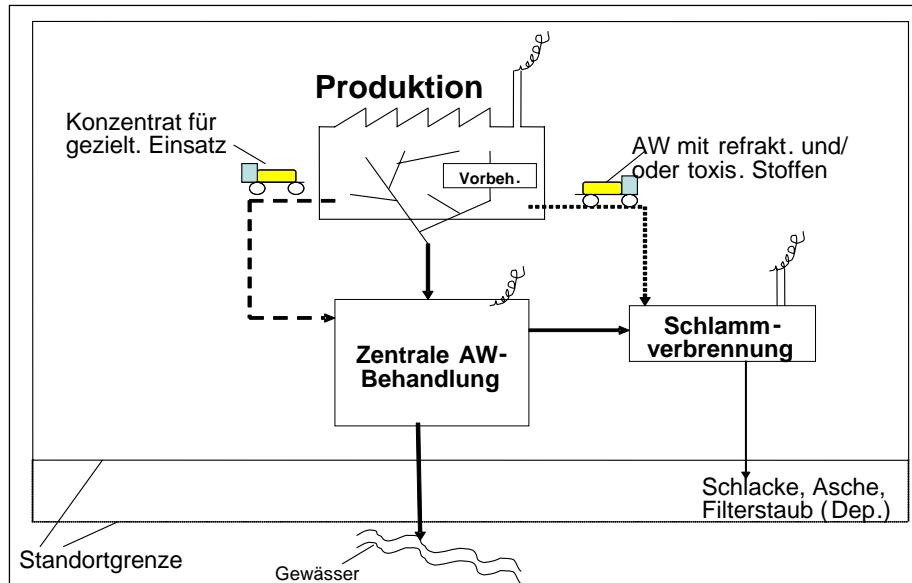 Produktion
Konzentrat für
gezielt. Einsatz
AW mit refrakt. und/
oder toxis. Stoffen
Vorbeh.
Zentrale AW-
Behandlung
Schlamm-
verbrennung
Schlacke, Asche,
Filterstaub (Dep.)
Standortgrenze
Gewässer